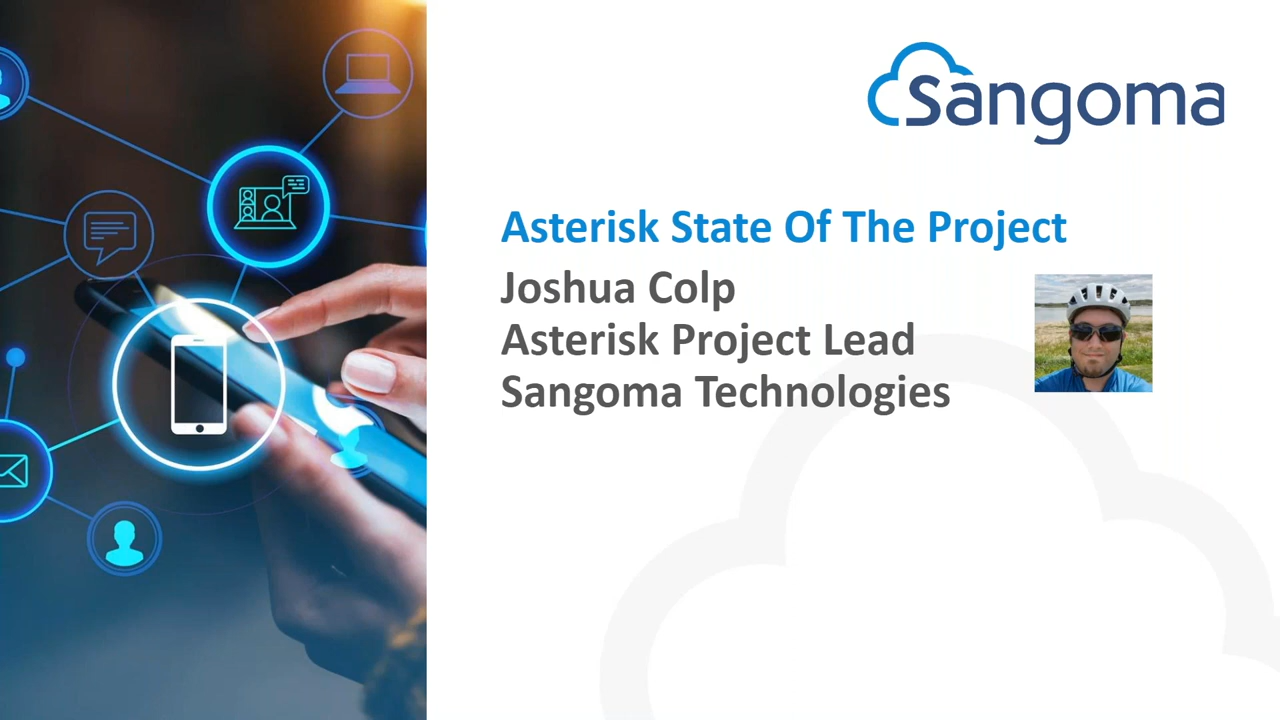 Sangoma
Asterisk State Of The Project
Joshua Colp
Asterisk Project Lead
Sangoma Technologies